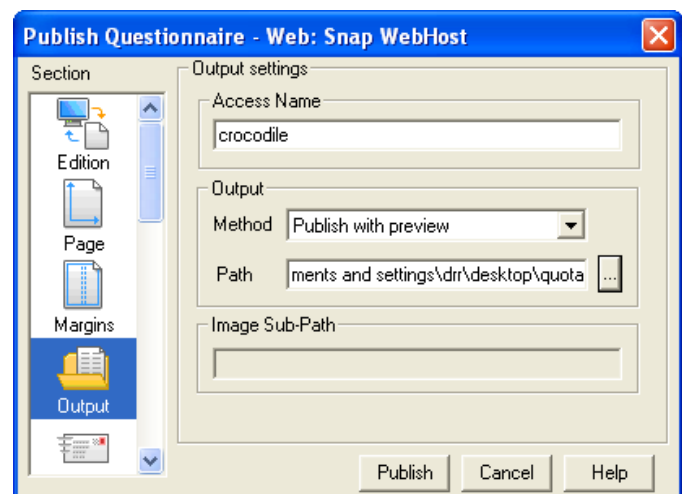 Publish Questionnaire - Web: Snap WebHost
Section
Edition
Page
Margins
Output
Output settings
Access Name
crocodile
Output
Method Publish with preview
Path ments and settings\drr\desktop\quota ...
Image Sub-Path
Publish Cancel Help